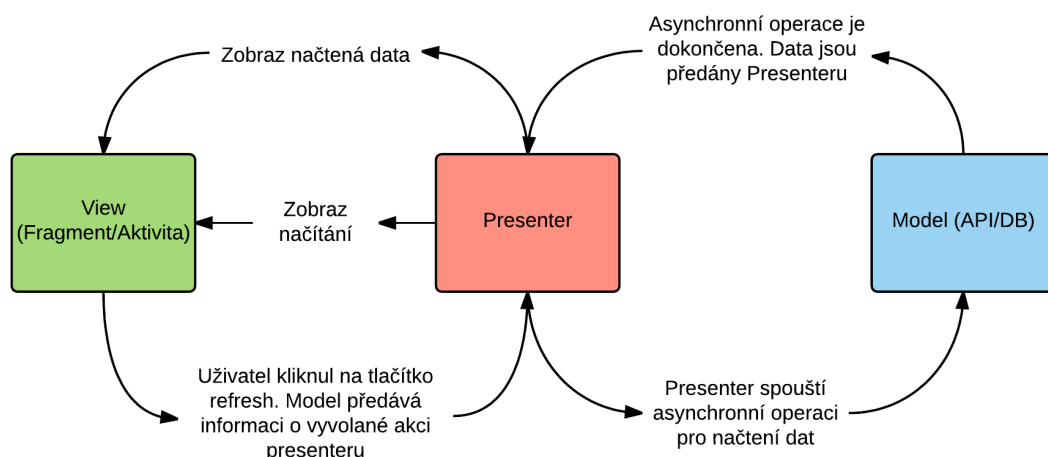 Zobraz načtená data
Asynchronní operace je
dokončena. Data jsou
předány Presenteru
View
(Fragment/Aktivita)
Zobraz
načítání
Presenter
Model (API/DB)
Uživatel kliknul na tlačítko
refresh. Model předává
informaci o vyvolané akci
presenteru
Presenter spouští
asynchronní operaci
pro načtení dat